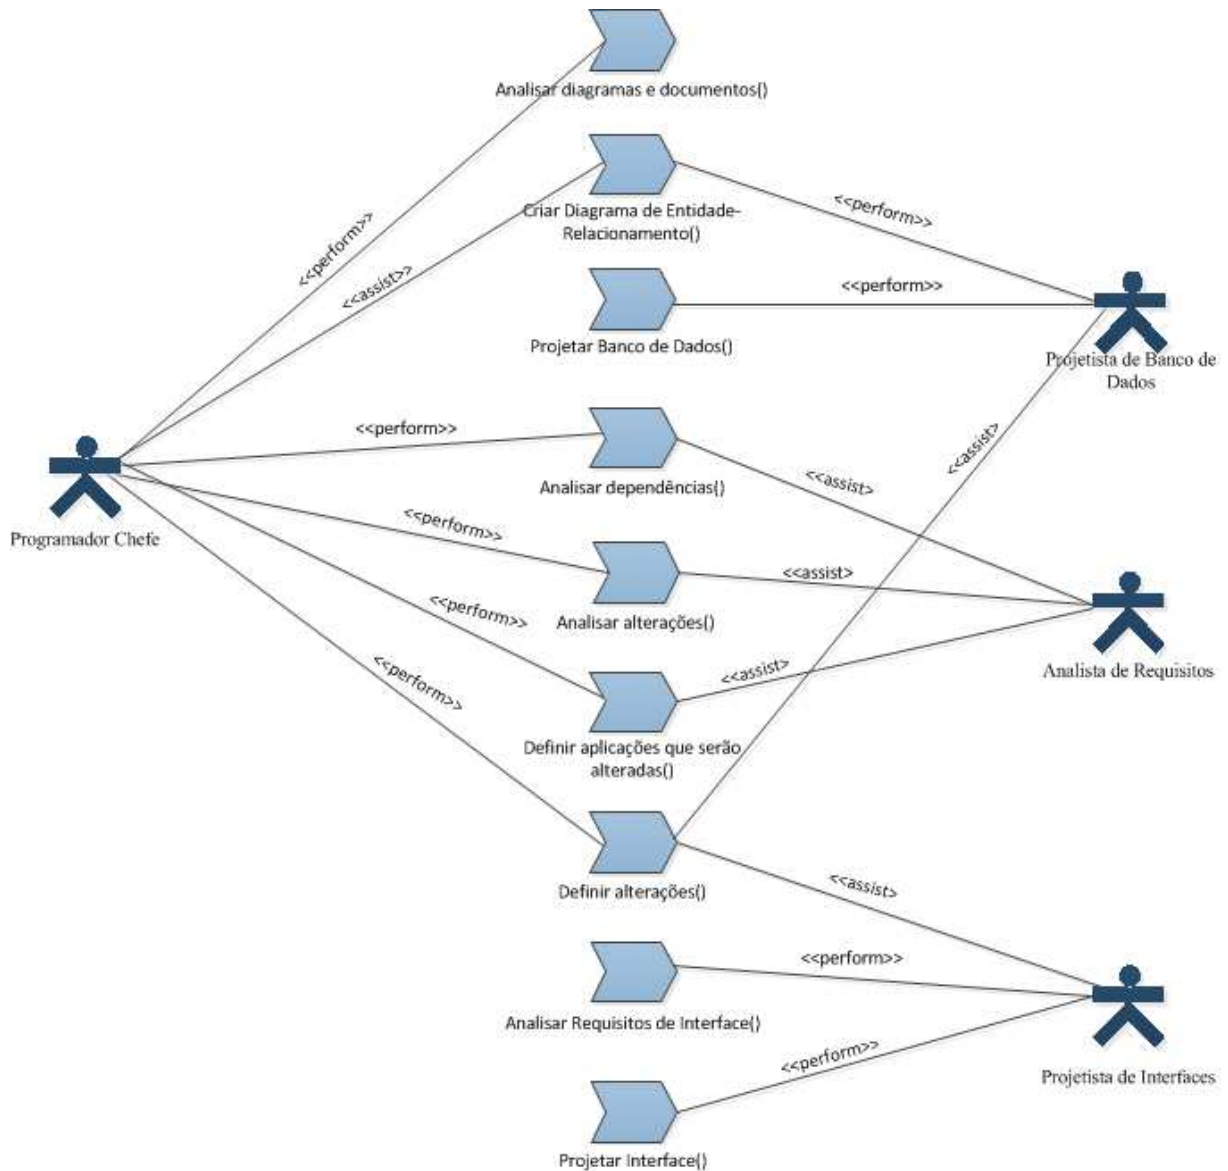 Analisar diagramas e documentos()
<<perform>>
<<assist>>
Criar Diagrama de Entidade-
Relacionamento()
<<perform>>
<<perform>>
Projetar Banco de Dados()
Projetista de Banco de
Dados
<<perform>>
<<assist>
Analisar dependências()
<<assist>
Programador Chefe
<<perform>>
<<assist>
Analisar alterações()
<<perform>>
<<assist>
Analista de Requisitos
<<perform>>
Definir aplicações que serão
alteradas()
Definir alterações()
<<assist>
<<perform>>
Analisar Requisitos de Interface()
<<perform>>
Projetista de Interfaces
Projetar Interface()